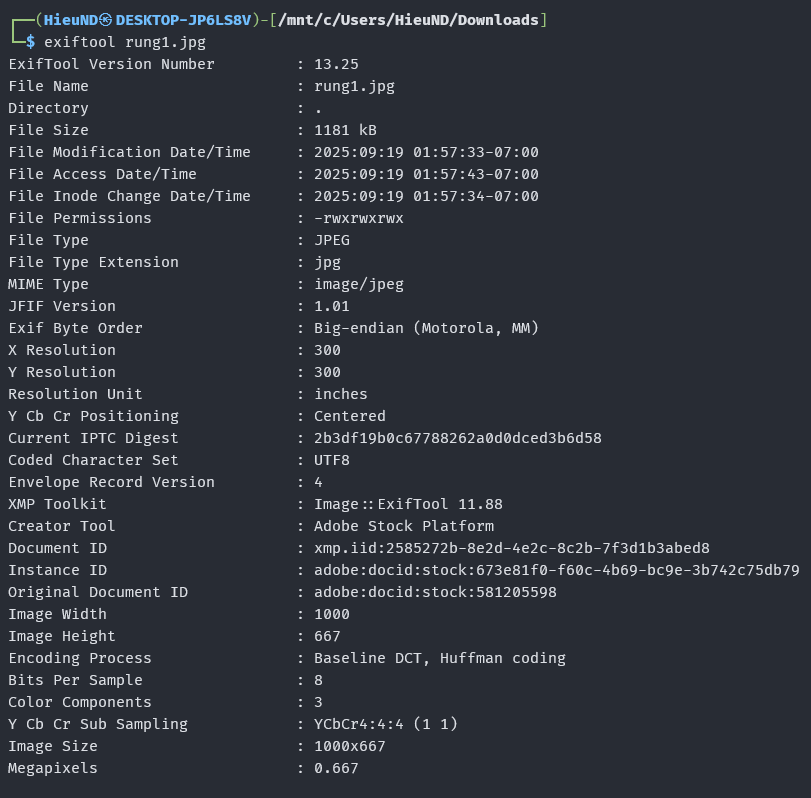 ┌──(HieuND㉿DESKTOP-JP6LS8V)-[/mnt/c/Users/HieuND/Downloads]
└─$ exiftool rung1.jpg
ExifTool Version Number         : 13.25
File Name                       : rung1.jpg
Directory                       : .
File Size                       : 1181 kB
File Modification Date/Time     : 2025:09:19 01:57:33-07:00
File Access Date/Time           : 2025:09:19 01:57:43-07:00
File Inode Change Date/Time     : 2025:09:19 01:57:34-07:00
File Permissions                : -rwxrwxrwx
File Type                       : JPEG
File Type Extension             : jpg
MIME Type                       : image/jpeg
JFIF Version                    : 1.01
Exif Byte Order                 : Big-endian (Motorola, MM)
X Resolution                    : 300
Y Resolution                    : 300
Resolution Unit                 : inches
Y Cb Cr Positioning             : Centered
Current IPTC Digest             : 2b3df19b0c67788262a0d0dced3b6d58
Coded Character Set             : UTF8
Envelope Record Version         : 4
XMP Toolkit                     : Image::ExifTool 11.88
Creator Tool                    : Adobe Stock Platform
Document ID                     : xmp.iid:2585272b-8e2d-4e2c-8c2b-7f3d1b3abed8
Instance ID                     : adobe:docid:stock:673e81f0-f60c-4b69-bc9e-3b742c75db79
Original Document ID            : adobe:docid:stock:581205598
Image Width                     : 1000
Image Height                    : 667
Encoding Process                : Baseline DCT, Huffman coding
Bits Per Sample                 : 8
Color Components                : 3
Y Cb Cr Sub Sampling            : YCbCr4:4:4 (1 1)
Image Size                      : 1000x667
Megapixels                      : 0.667